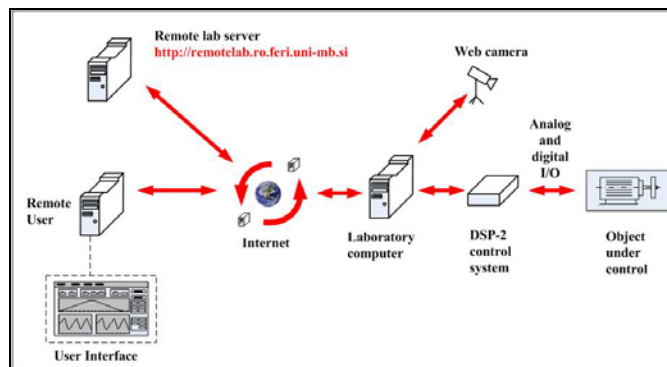 Remote lab server
http://remotelab.ro.feri.uni-mb.si
Web camera
Analog
and
digital
I/O
Remote
User
Internet
Laboratory
computer
DSP-2
control
system
Object
under
control
User Interface